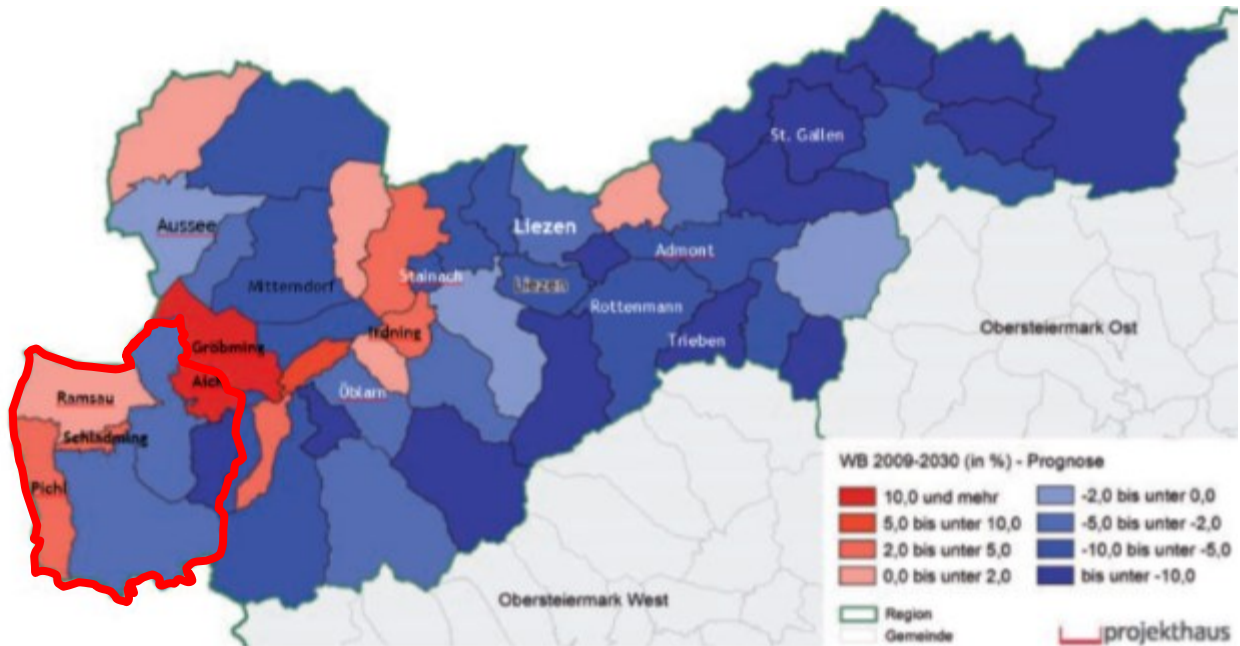 St. Gallen
Liezen
Aussee
Admont
Stainach
Mitterndorf
Liezen
Rottenmann
Irdning
Obersteiermark Ost
Gröbming
Trieben
Öblarn
Ramsau
Schladming
Pichl
Obersteiermark West
WB 2009-2030 (in %) - Prognose
10,0 und mehr
5,0 bis unter 10,0
2,0 bis unter 5,0
0,0 bis unter 2,0
-2,0 bis unter 0,0
-5,0 bis unter -2,0
-10,0 bis unter -5,0
bis unter -10,0
Region
Gemeinde
projekthaus